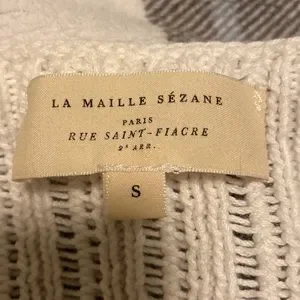 LA MAILLE SÉZANE
PARIS
RUE SAINT-FIACRE
2ᵉ ARR.
S